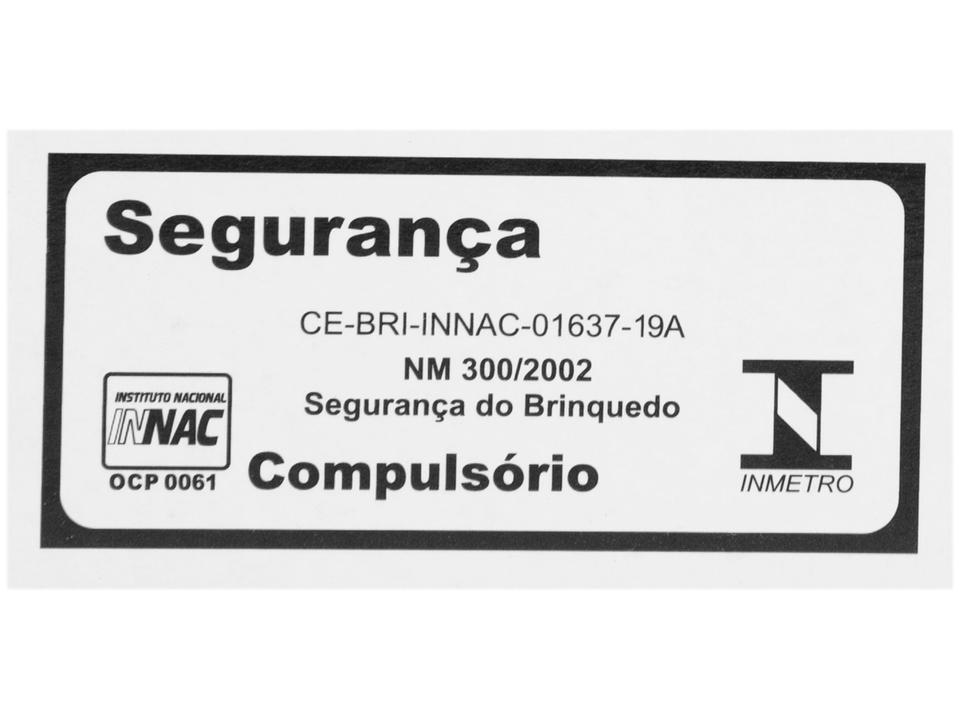 Segurança
CE-BRI-INNAC-01637-19A
NM 300/2002
Segurança do Brinquedo
INSTITUTO NACIONAL
INNAC
OCP 0061
Compulsório
INMETRO